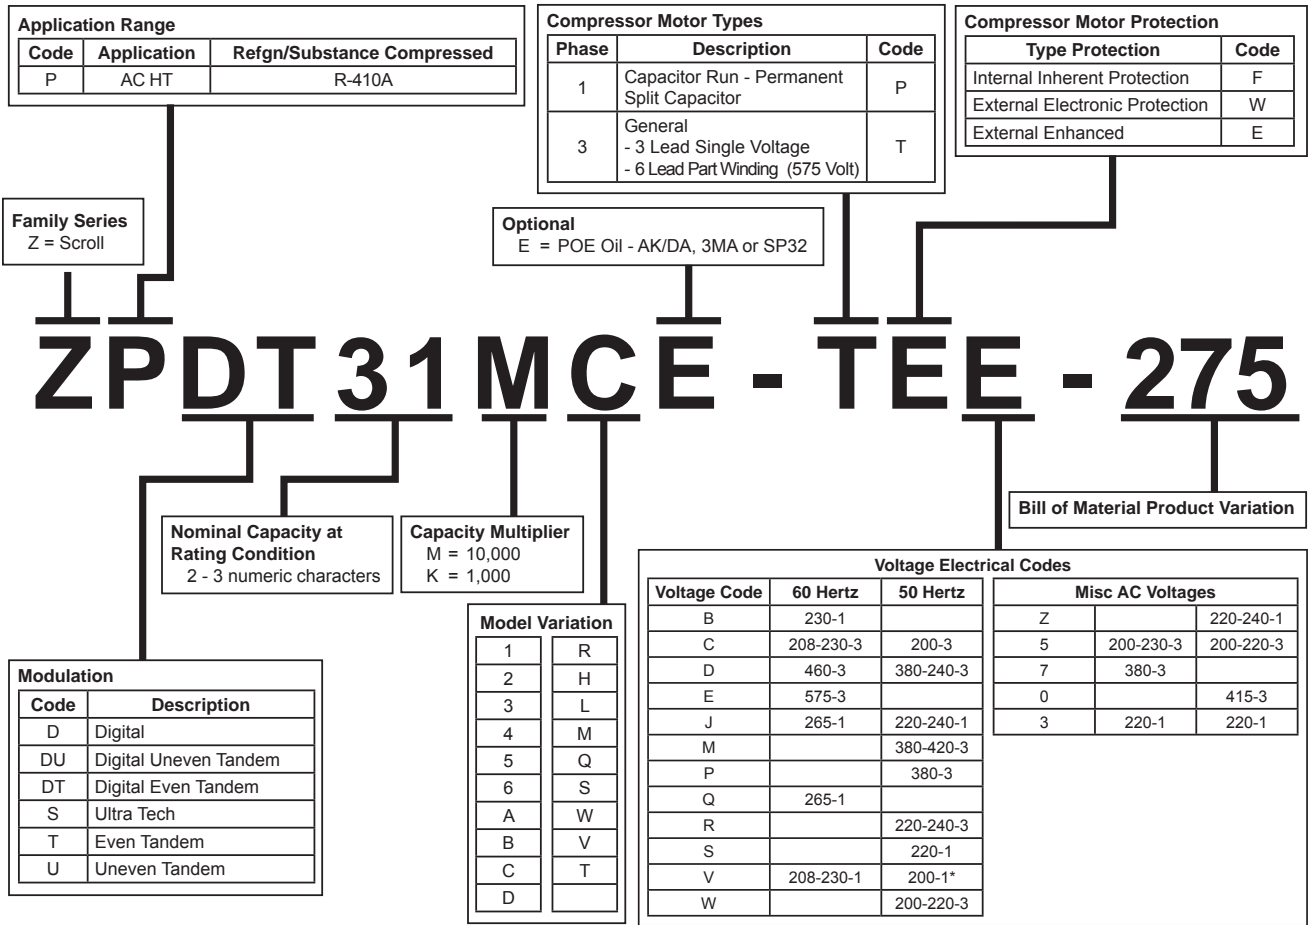 Application Range
Code Application Refgn/Substance Compressed
P AC HT R-410A
Compressor Motor Types
Phase Description Code
1 Capacitor Run - Permanent Split Capacitor P
3 General - 3 Lead Single Voltage - 6 Lead Part Winding (575 Volt) T
Compressor Motor Protection
Type Protection Code
Internal Inherent Protection F
External Electronic Protection W
External Enhanced E
Family Series
Z = Scroll
Optional
E = POE Oil - AK/DA, 3MA or SP32
ZPDT31MCE - TEE - 275
Nominal Capacity at
Rating Condition
2 - 3 numeric characters
Capacity Multiplier
M = 10,000
K = 1,000
Bill of Material Product Variation
Modulation
Code Description
D Digital
DU Digital Uneven Tandem
DT Digital Even Tandem
S Ultra Tech
T Even Tandem
U Uneven Tandem
Model Variation
1 R
2 H
3 L
4 M
5 Q
6 S
A W
B V
C T
D
Voltage Electrical Codes
Voltage Code 60 Hertz 50 Hertz
B 230-1
C 208-230-3 200-3
D 460-3 380-240-3
E 575-3
J 265-1 220-240-1
M 380-420-3
P 380-3
Q 265-1
R 220-240-3
S 220-1
V 208-230-1 200-1*
W 200-220-3
Misc AC Voltages
Z 220-240-1
5 200-230-3 200-220-3
7 380-3
0 415-3
3 220-1 220-1